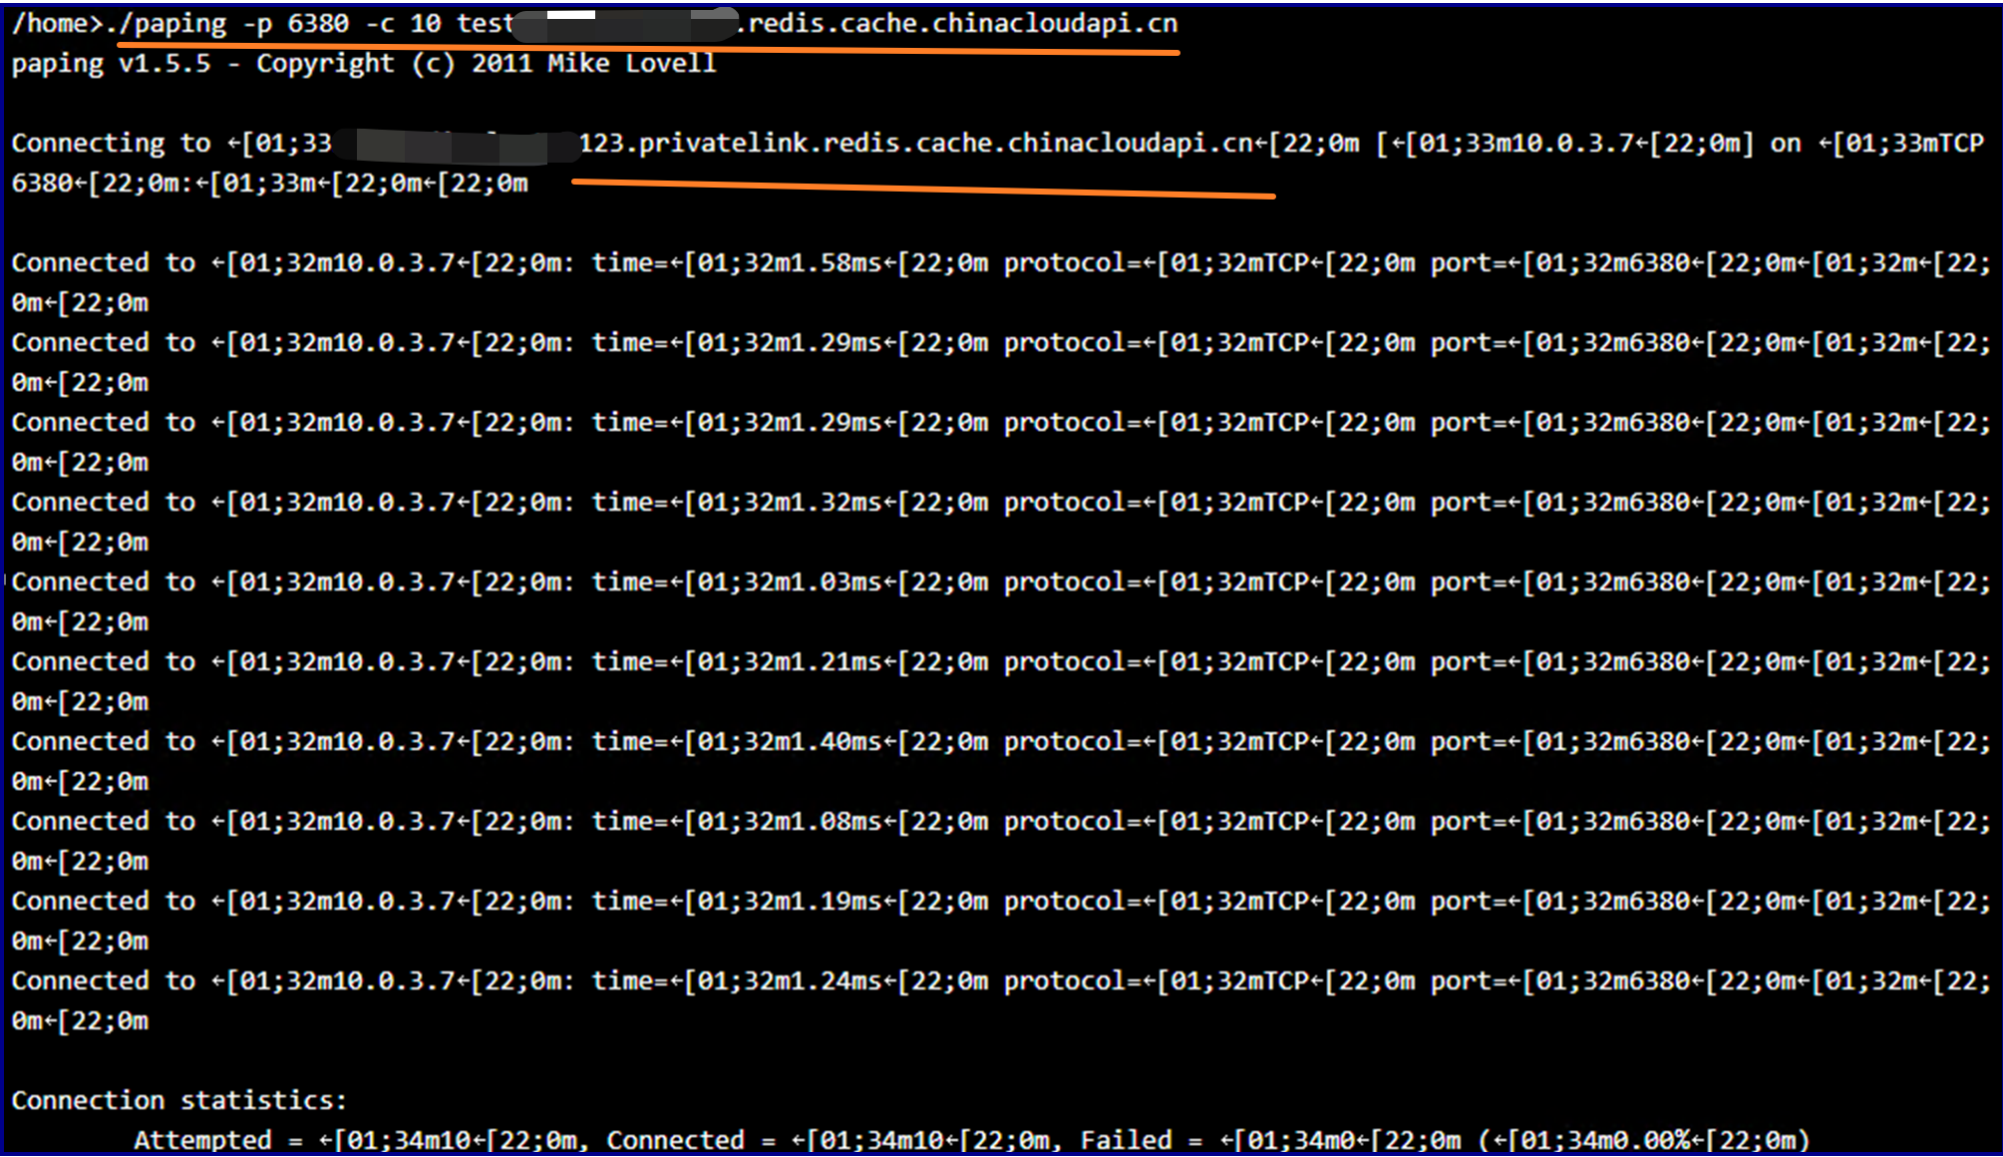 /home>./paping -p 6380 -c 10 test .redis.cache.chinacloudapi.cn
paping v1.5.5 - Copyright (c) 2011 Mike Lovell
Connecting to ←[01;33 123.privatelink.redis.cache.chinacloudapi.cn←[22;0m [←[01;33m10.0.3.7←[22;0m] on ←[01;33mTCP
6380←[22;0m:←[01;33m←[22;0m←[22;0m
Connected to ←[01;32m10.0.3.7←[22;0m: time=←[01;32m1.58ms←[22;0m protocol=←[01;32mTCP←[22;0m port=←[01;32m6380←[22;0m←[01;32m←[22;
0m←[22;0m
Connected to ←[01;32m10.0.3.7←[22;0m: time=←[01;32m1.29ms←[22;0m protocol=←[01;32mTCP←[22;0m port=←[01;32m6380←[22;0m←[01;32m←[22;
0m←[22;0m
Connected to ←[01;32m10.0.3.7←[22;0m: time=←[01;32m1.29ms←[22;0m protocol=←[01;32mTCP←[22;0m port=←[01;32m6380←[22;0m←[01;32m←[22;
0m←[22;0m
Connected to ←[01;32m10.0.3.7←[22;0m: time=←[01;32m1.32ms←[22;0m protocol=←[01;32mTCP←[22;0m port=←[01;32m6380←[22;0m←[01;32m←[22;
0m←[22;0m
Connected to ←[01;32m10.0.3.7←[22;0m: time=←[01;32m1.03ms←[22;0m protocol=←[01;32mTCP←[22;0m port=←[01;32m6380←[22;0m←[01;32m←[22;
0m←[22;0m
Connected to ←[01;32m10.0.3.7←[22;0m: time=←[01;32m1.21ms←[22;0m protocol=←[01;32mTCP←[22;0m port=←[01;32m6380←[22;0m←[01;32m←[22;
0m←[22;0m
Connected to ←[01;32m10.0.3.7←[22;0m: time=←[01;32m1.40ms←[22;0m protocol=←[01;32mTCP←[22;0m port=←[01;32m6380←[22;0m←[01;32m←[22;
0m←[22;0m
Connected to ←[01;32m10.0.3.7←[22;0m: time=←[01;32m1.08ms←[22;0m protocol=←[01;32mTCP←[22;0m port=←[01;32m6380←[22;0m←[01;32m←[22;
0m←[22;0m
Connected to ←[01;32m10.0.3.7←[22;0m: time=←[01;32m1.19ms←[22;0m protocol=←[01;32mTCP←[22;0m port=←[01;32m6380←[22;0m←[01;32m←[22;
0m←[22;0m
Connected to ←[01;32m10.0.3.7←[22;0m: time=←[01;32m1.24ms←[22;0m protocol=←[01;32mTCP←[22;0m port=←[01;32m6380←[22;0m←[01;32m←[22;
0m←[22;0m
Connection statistics:
Attempted = ←[01;34m10←[22;0m, Connected = ←[01;34m10←[22;0m, Failed = ←[01;34m0←[22;0m (←[01;34m0.00%←[22;0m)